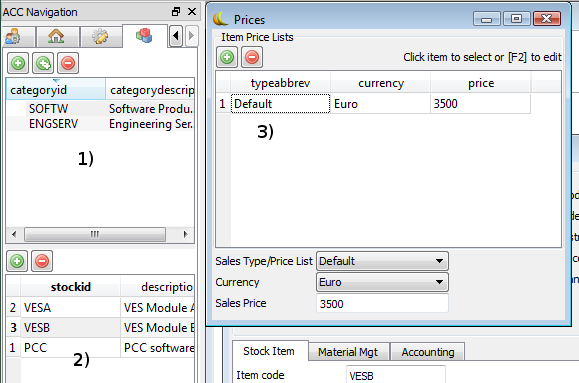 ACC Navigation
categoryid categorydescrip
SOFTW Software Produ...
ENGSERV Engineering Ser...
1)
stockid description
2 VESA VES Module A
3 VESB VES Module B
1 PCC PCC software
2)
Prices
Item Price Lists
Click item to select or [F2] to edit
typeabbrev currency price
1 Default Euro 3500
3)
Sales Type/Price List Default
Currency Euro
Sales Price 3500
Stock Item Material Mgt Accounting
Item code VESB